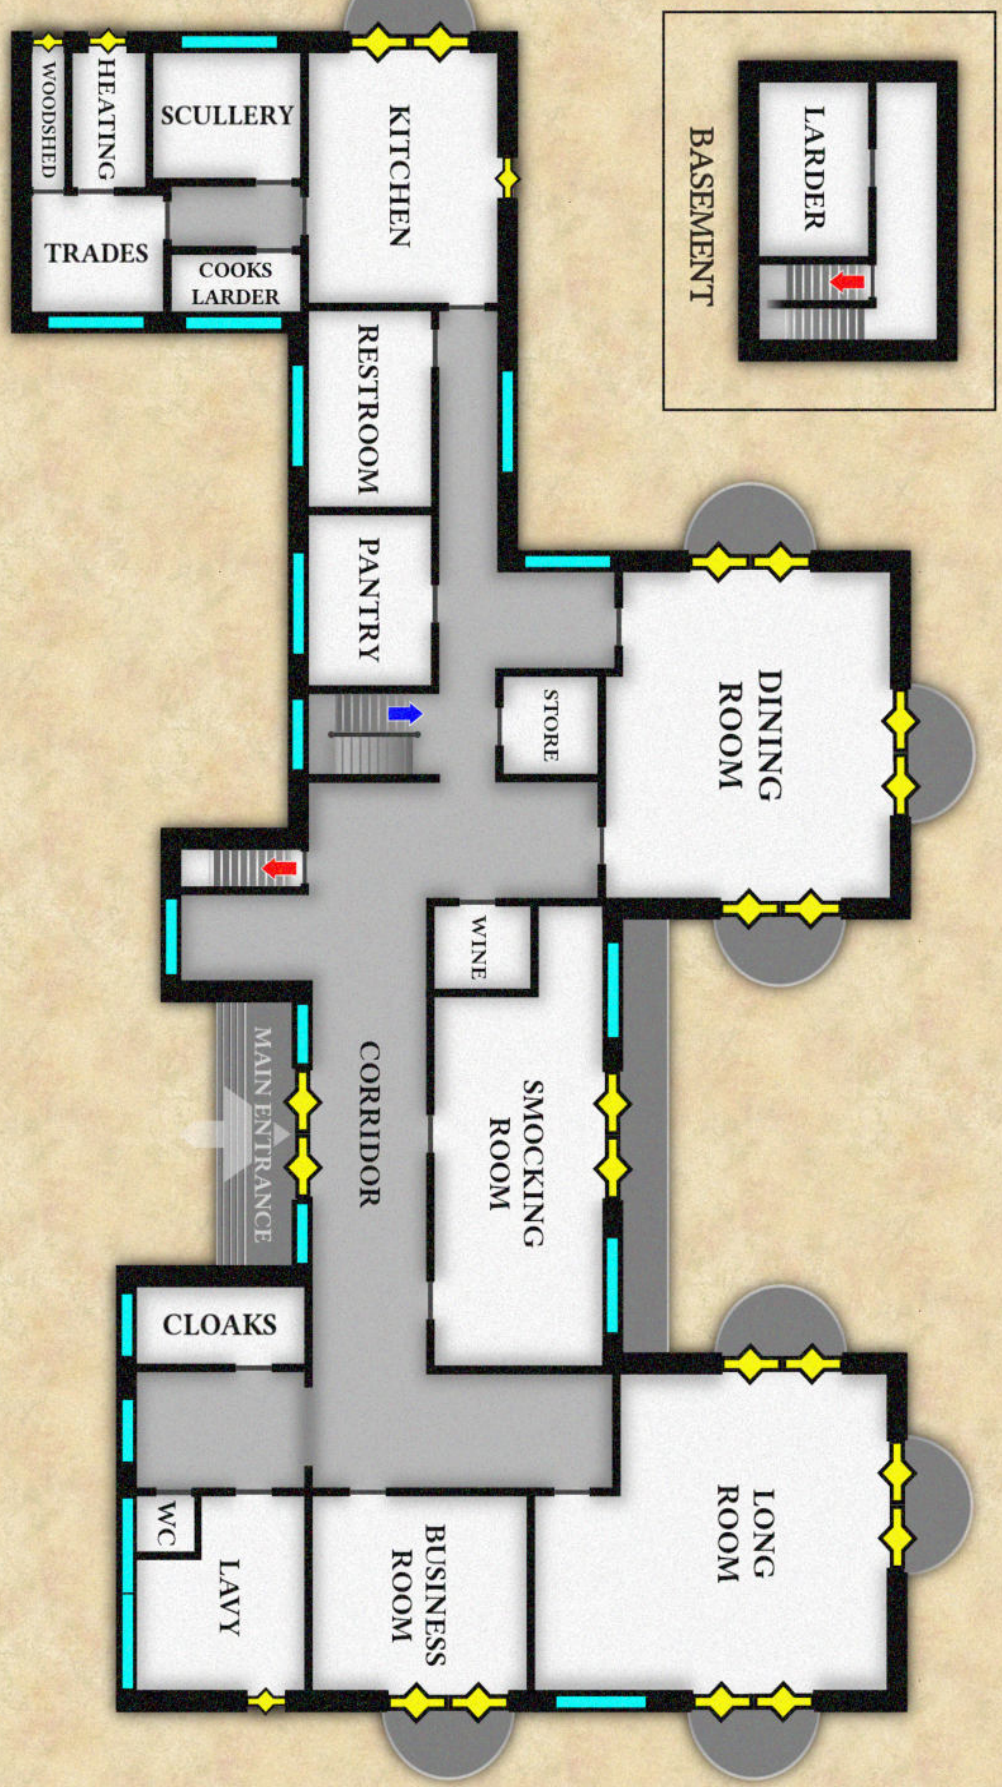 WOODSHED
HEATING
SCULLERY
KITCHEN
TRADES
COOKS
LARDER
LARDER
BASEMENT
RESTROOM
PANTRY
STORE
DINING
ROOM
WINE
CORRIDOR
MAIN ENTRANCE
SMOCKING
ROOM
CLOAKS
WC
LAVY
BUSINESS
ROOM
LONG
ROOM